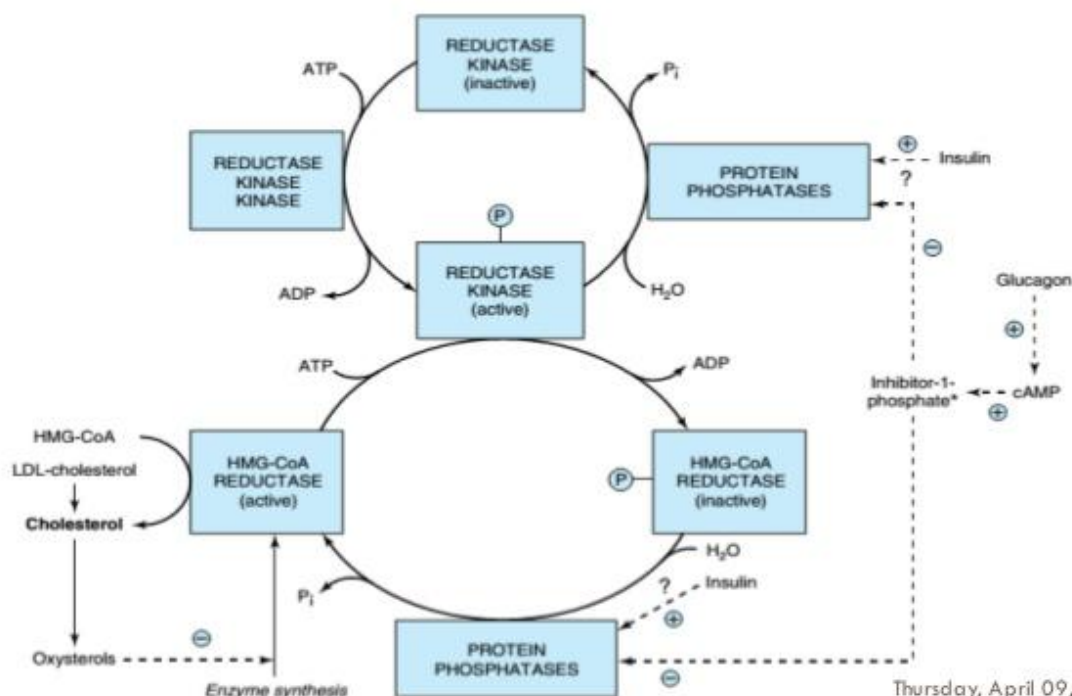 REDUCTASE
KINASE
(inactive)
ATP
Pi
REDUCTASE
KINASE
KINASE
PROTEIN
PHOSPHATASES
+
Insulin
?
P
−
REDUCTASE
KINASE
(active)
ADP
H2O
Glucagon
+
ATP
ADP
Inhibitor-1-
phosphate*
cAMP
+
HMG-CoA
LDL-cholesterol
Cholesterol
HMG-CoA
REDUCTASE
(active)
P
HMG-CoA
REDUCTASE
(inactive)
H2O
Pi
?
Insulin
+
Oxysterols
−
PROTEIN
PHOSPHATASES
−
Enzyme synthesis
Thursday, April 09,